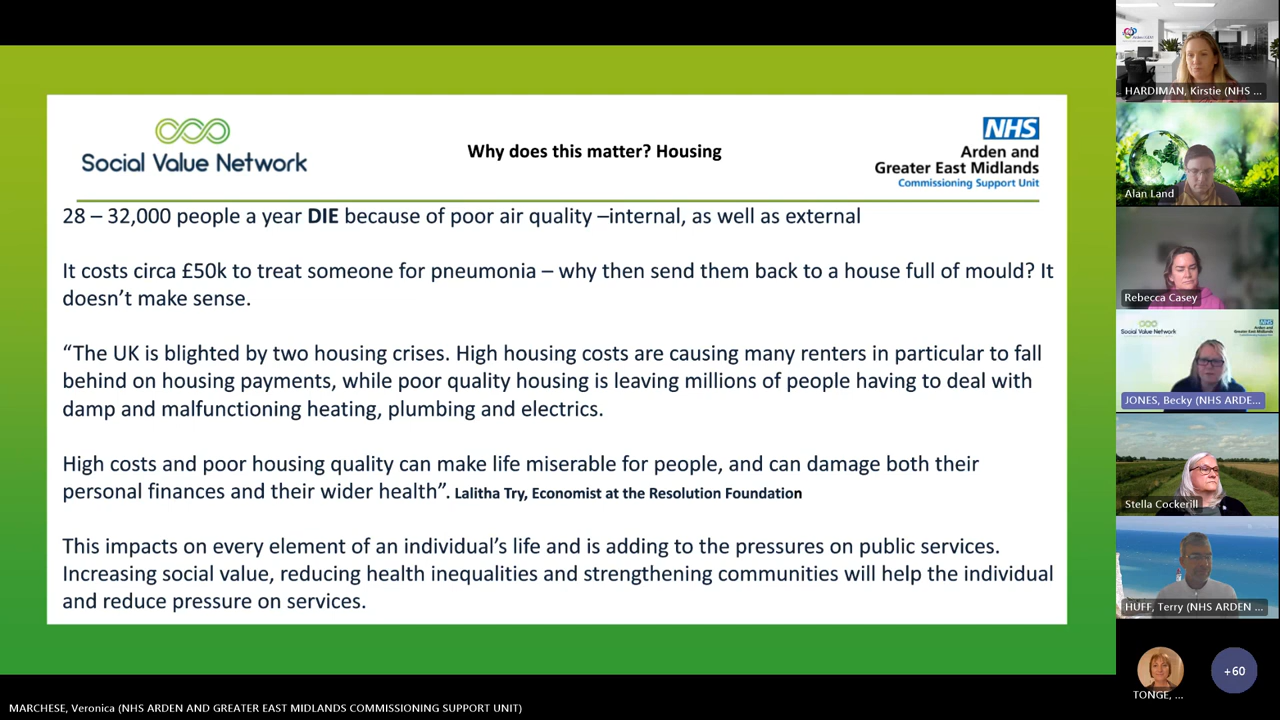 Social Value Network
Why does this matter? Housing
NHS
Arden and
Greater East Midlands
Commissioning Support Unit
28 – 32,000 people a year DIE because of poor air quality –internal, as well as external
It costs circa £50k to treat someone for pneumonia – why then send them back to a house full of mould? It
doesn’t make sense.
“The UK is blighted by two housing crises. High housing costs are causing many renters in particular to fall
behind on housing payments, while poor quality housing is leaving millions of people having to deal with
damp and malfunctioning heating, plumbing and electrics.
High costs and poor housing quality can make life miserable for people, and can damage both their
personal finances and their wider health”. Lalitha Try, Economist at the Resolution Foundation
This impacts on every element of an individual’s life and is adding to the pressures on public services.
Increasing social value, reducing health inequalities and strengthening communities will help the individual
and reduce pressure on services.
HARDIMAN, Kirstie (NHS ...
Alan Land
Rebecca Casey
Social Value Network
NHS
JONES, Becky (NHS ARDE...
Stella Cockerill
HUFF, Terry (NHS ARDEN ...
TONGE, ...
+60
MARCHESE, Veronica (NHS ARDEN AND GREATER EAST MIDLANDS COMMISSIONING SUPPORT UNIT)